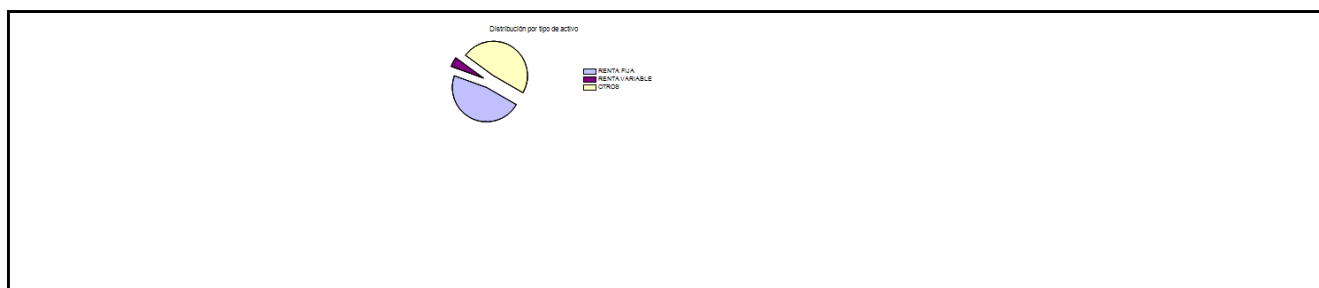 Distribución por tipo de activo
RENTA FIJA
RENTA VARIABLE
OTROS